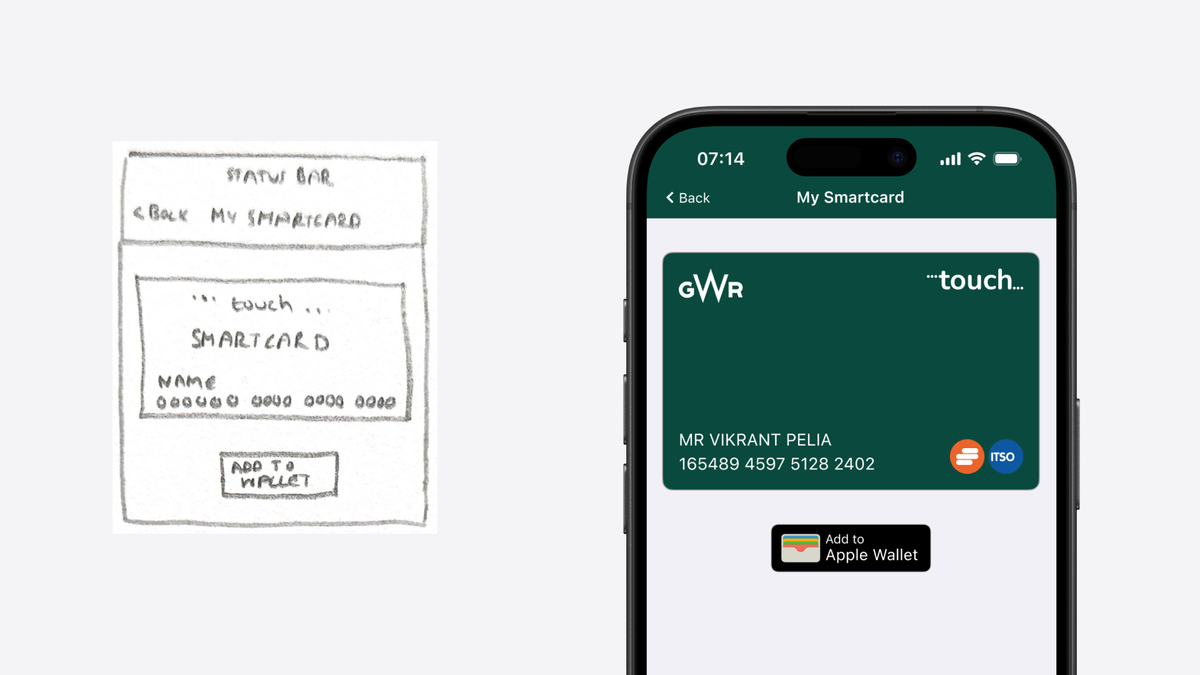 STATUS BAR
< Back MY SMARTCARD
... touch ...
SMARTCARD
NAME
000000 0000 0000 0000
ADD TO
WALLET
07:14
Back My Smartcard
GWR ...touch...
MR VIKRANT PELIA
165489 4597 5128 2402
ITSO
Add to
Apple Wallet